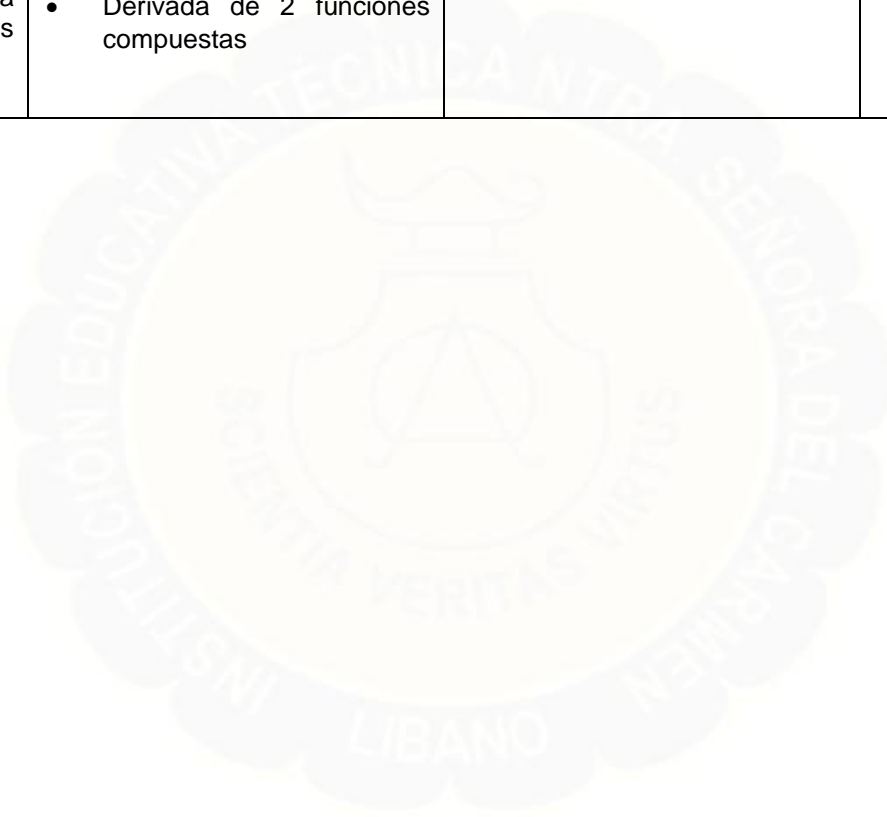 a
s
• Derivada de 2 funciones
compuestas
INSTITUCIÓN EDUCATIVA TÉCNICA NTRA. SEÑORA DEL CARMEN
SCIENTIA VERITAS VIRTUS
LIBANO